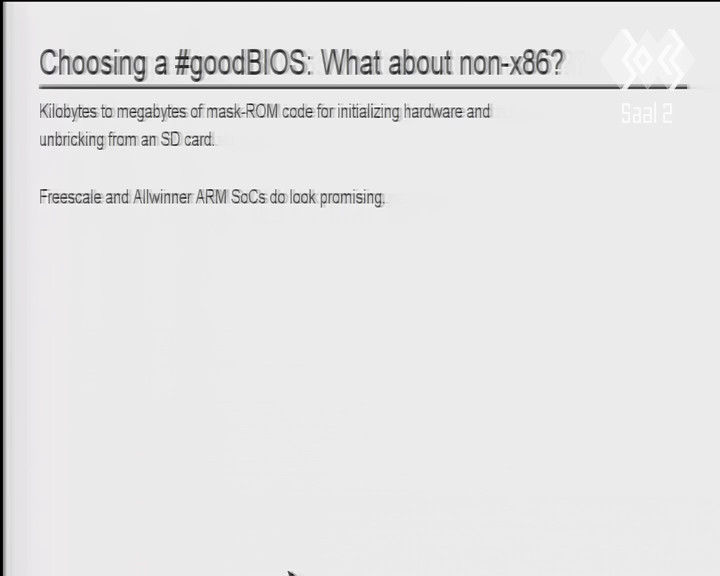 Choosing a #goodBIOS: What about non-x86?
Saal 2
Kilobytes to megabytes of mask-ROM code for initializing hardware and
unbricking from an SD card.
Freescale and Allwinner ARM SoCs do look promising.